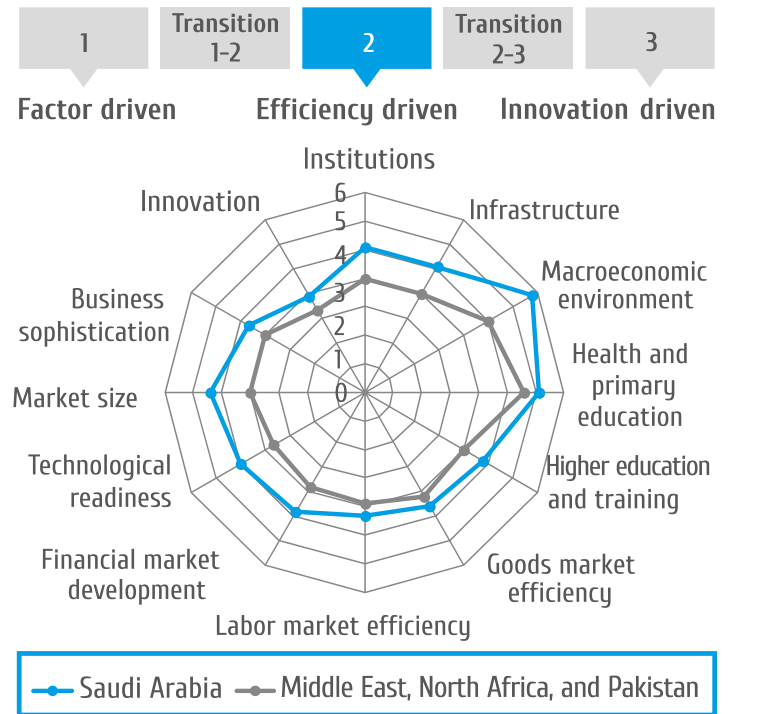 1
Transition
1-2
2
Transition
2-3
3
Factor driven
Efficiency driven
Innovation driven
Institutions
Infrastructure
Macroeconomic
environment
Health and
primary
education
Higher education
and training
Goods market
efficiency
Labor market efficiency
Financial market
development
Technological
readiness
Market size
Business
sophistication
Innovation
6
5
4
3
2
1
0
Saudi Arabia
Middle East, North Africa, and Pakistan